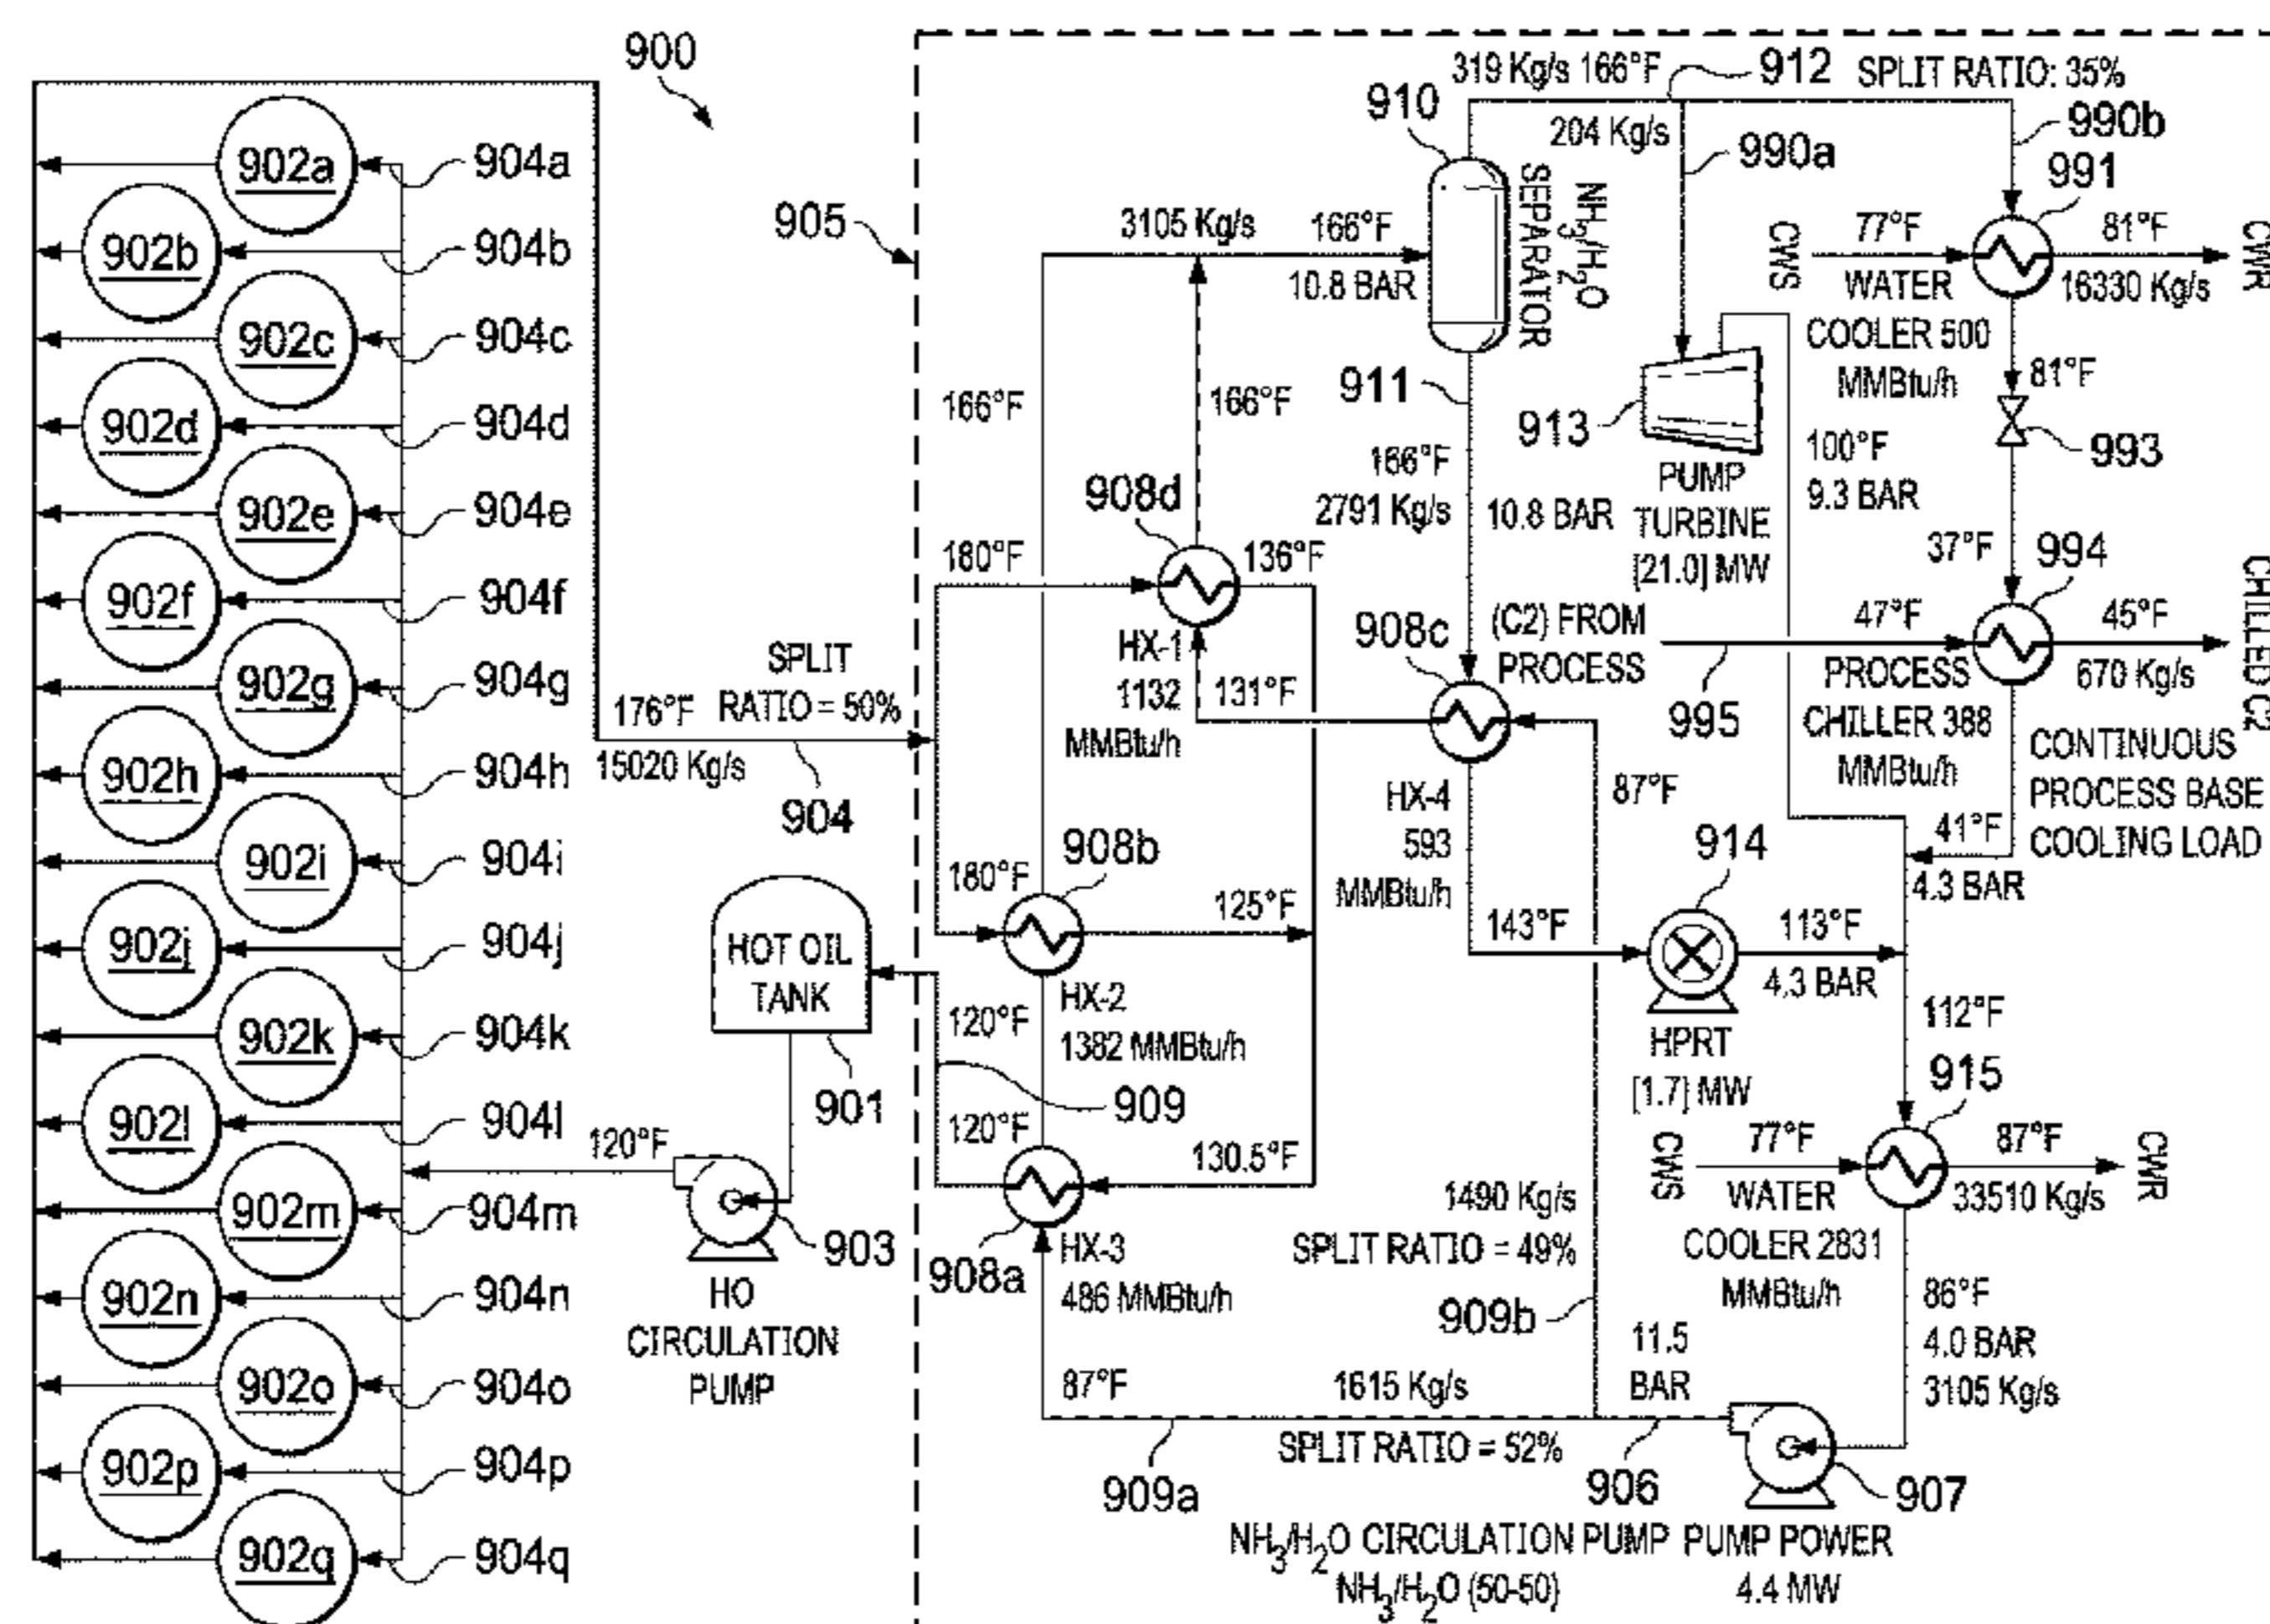 900
902a
904a
902b
904b
902c
904c
902d
904d
902e
904e
902f
904f
902g
904g
902h
904h
902i
904i
902j
904j
902k
904k
902l
904l
902m
904m
902n
904n
902o
904o
902p
904p
902q
904q
SPLIT
RATIO = 50%
176°F
15020 Kg/s
904
HOT OIL
TANK
901
120°F
903
HO
CIRCULATION
PUMP
905
319 Kg/s 166°F
912
SPLIT RATIO: 35%
204 Kg/s
990a
990b
910
NH3/H2O
SEPARATOR
3105 Kg/s
166°F
10.8 BAR
991
CWS
77°F
81°F
CWR
WATER
COOLER 500
MMBtu/h
16330 Kg/s
81°F
993
166°F
166°F
911
166°F
2791 Kg/s
10.8 BAR
913
PUMP
TURBINE
[21.0] MW
100°F
9.3 BAR
37°F
994
908d
180°F
136°F
HX-1
1132
MMBtu/h
131°F
908c
(C2) FROM
PROCESS
995
47°F
45°F
CHILLED C2
PROCESS
CHILLER 388
MMBtu/h
670 Kg/s
CONTINUOUS
PROCESS BASE
COOLING LOAD
HX-4
593
MMBtu/h
87°F
41°F
4.3 BAR
908b
180°F
125°F
HX-2
1382 MMBtu/h
143°F
914
113°F
4.3 BAR
HPRT
[1.7] MW
112°F
915
120°F
909
120°F
130.5°F
908a
HX-3
486 MMBtu/h
CWS
77°F
87°F
CWR
WATER
COOLER 2831
MMBtu/h
33510 Kg/s
1490 Kg/s
SPLIT RATIO = 49%
909b
11.5
BAR
86°F
4.0 BAR
3105 Kg/s
87°F
1615 Kg/s
SPLIT RATIO = 52%
909a
906
907
NH3/H2O CIRCULATION PUMP PUMP POWER
NH3/H2O (50-50)
4.4 MW